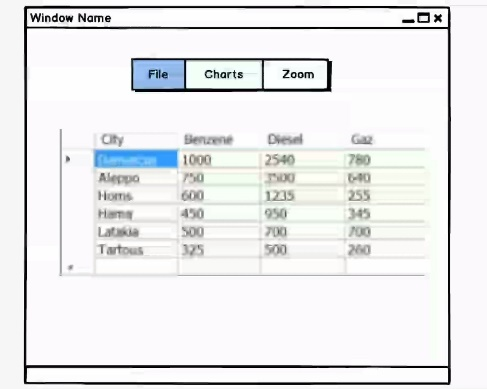 Window Name
File Charts Zoom
City Benzene Diesel Gaz
Damascus 1000 2540 780
Aleppo 750 3500 640
Homs 600 1235 255
Hama 450 950 345
Latakia 500 700 700
Tartous 325 500 260